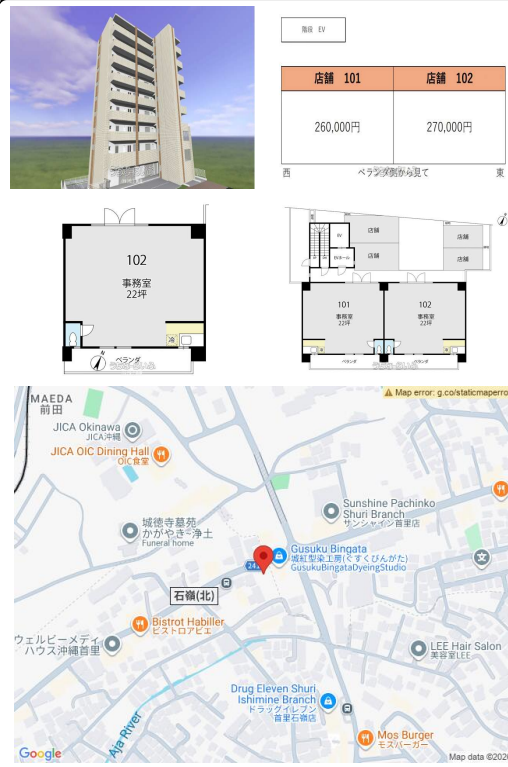 階段 EV
店舗 101
店舗 102
260,000円
270,000円
西
ベランダ側から見て
東
102
事務室
22坪
冷
N
ベランダ
EV
EVホール
店舗
店舗
店舗
店舗
101
事務室
22坪
102
事務室
22坪
ベランダ
ベランダ
Map error: g.co/staticmaperro
MAEDA
前田
JICA Okinawa
JICA沖縄
JICA OIC Dining Hall
OIC食堂
Sunshine Pachinko
Shuri Branch
サンシャイン首里店
城徳寺墓苑
かがやき-浄土
Funeral home
Gusuku Bingata
城紅型染工房(ぐすくびんがた)
GusukuBingataDyeingStudio
241
石嶺(北)
Bistrot Habiller
ビストロアビエ
ウェルビーメディ
ハウス沖縄首里
LEE Hair Salon
美容室LEE
Drug Eleven Shuri
Ishimine Branch
ドラッグイレブン
首里石嶺店
Aja River
Mos Burger
モスバーガー
Google
Map data ©2026